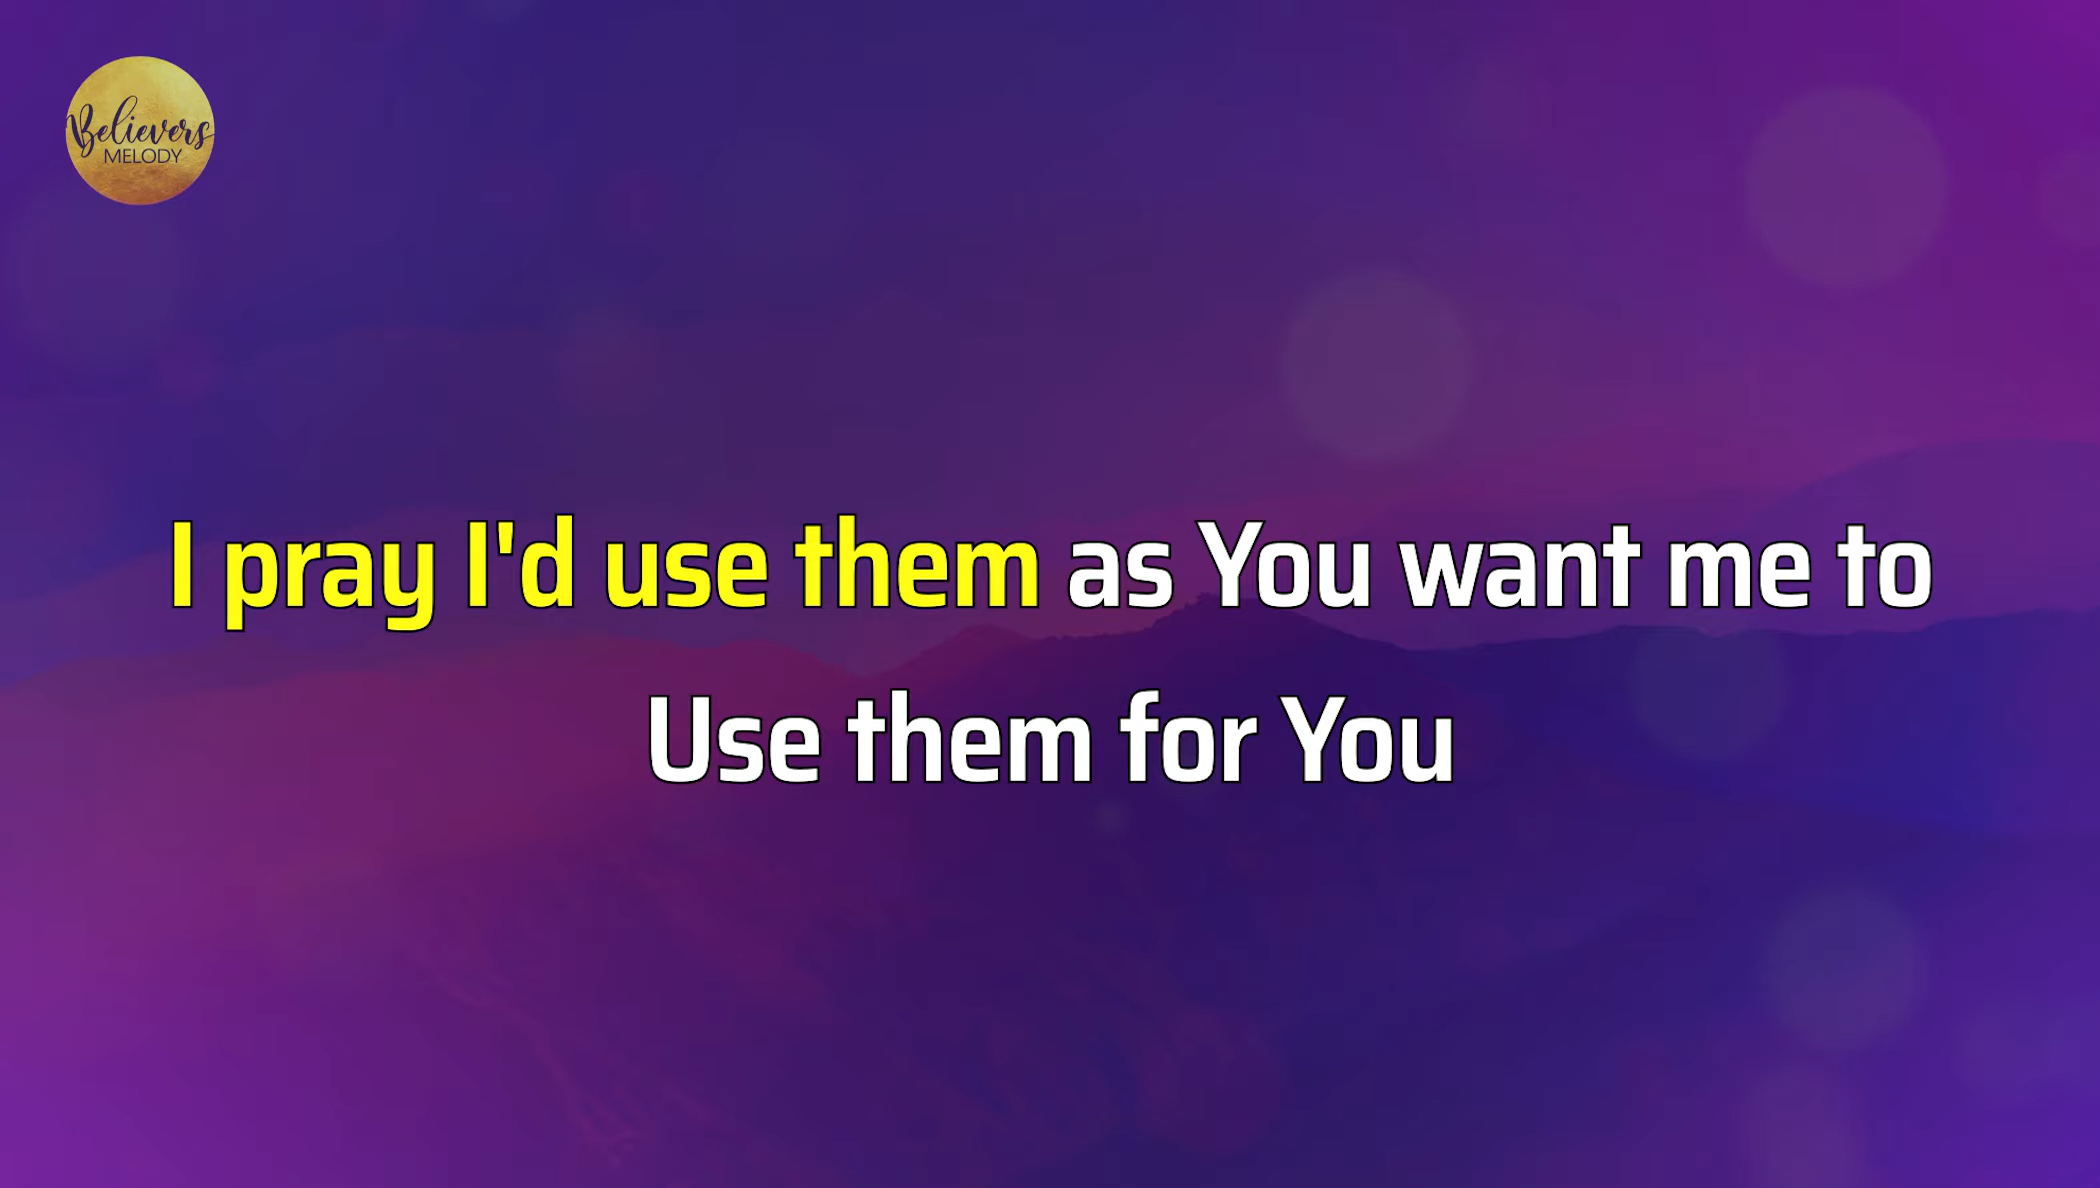 Believers
MELODY
I pray I'd use them as You want me to
Use them for You